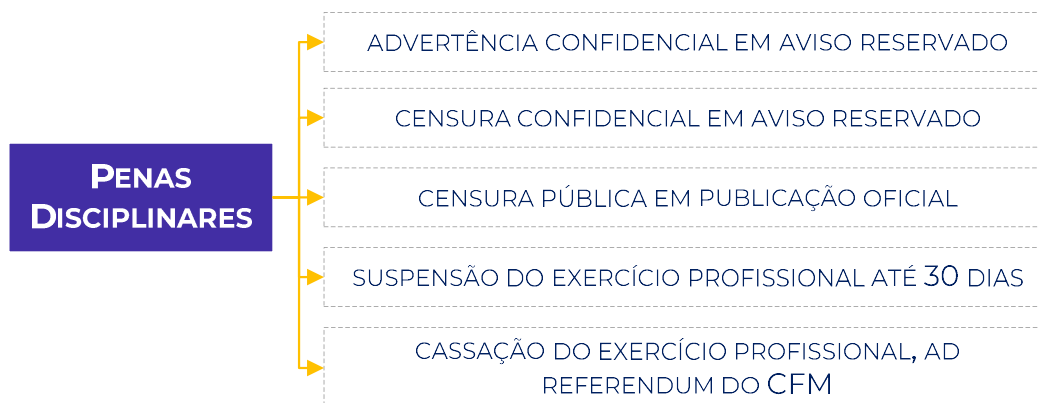 PENAS
DISCIPLINARES
ADVERTÊNCIA CONFIDENCIAL EM AVISO RESERVADO
CENSURA CONFIDENCIAL EM AVISO RESERVADO
CENSURA PÚBLICA EM PUBLICAÇÃO OFICIAL
SUSPENSÃO DO EXERCÍCIO PROFISSIONAL ATÉ 30 DIAS
CASSAÇÃO DO EXERCÍCIO PROFISSIONAL, AD
REFERENDUM DO CFM